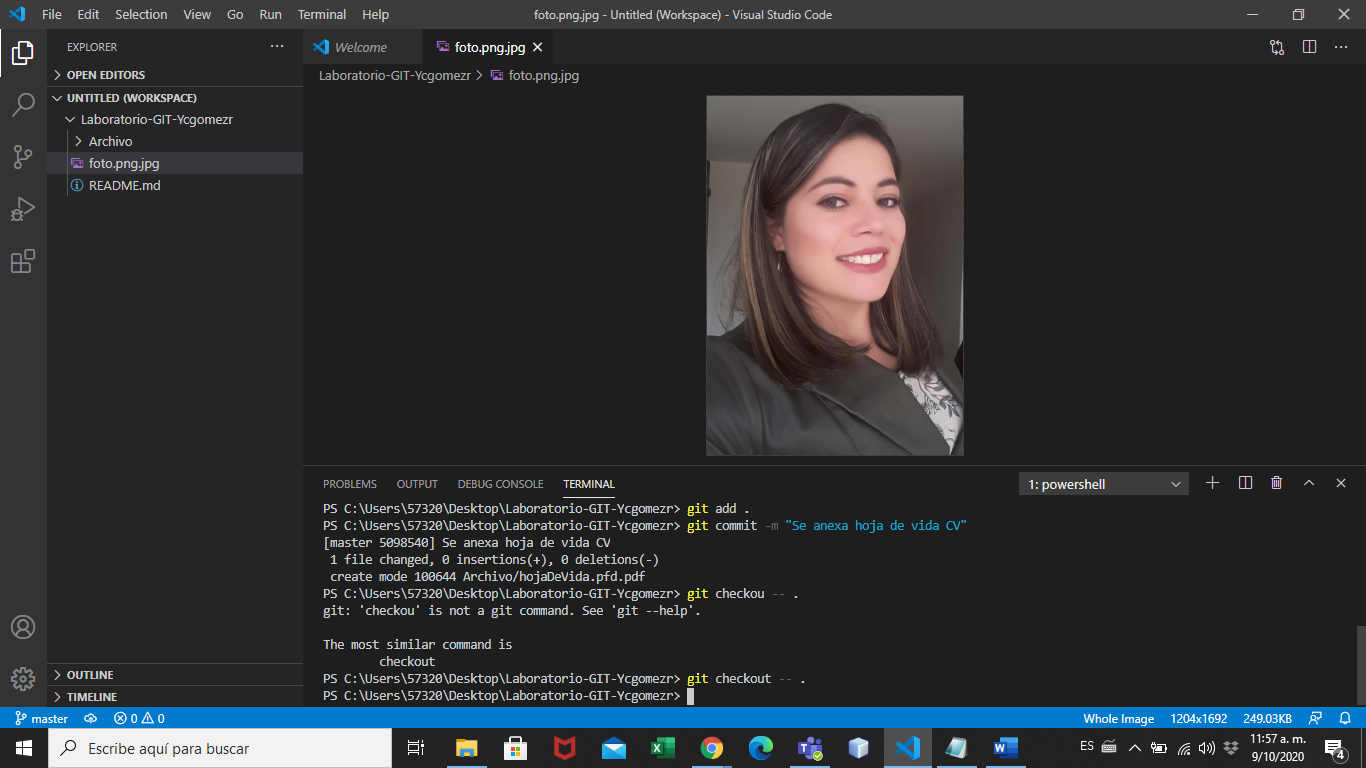 File Edit Selection View Go Run Terminal Help
foto.png.jpg - Untitled (Workspace) - Visual Studio Code
EXPLORER
OPEN EDITORS
UNTITLED (WORKSPACE)
Laboratorio-GIT-Ycgomezr
Archivo
foto.png.jpg
README.md
OUTLINE
TIMELINE
Welcome
foto.png.jpg
Laboratorio-GIT-Ycgomezr > foto.png.jpg
PROBLEMS OUTPUT DEBUG CONSOLE TERMINAL
1: powershell
PS C:\Users\57320\Desktop\Laboratorio-GIT-Ycgomezr> git add .
PS C:\Users\57320\Desktop\Laboratorio-GIT-Ycgomezr> git commit -m "Se anexa hoja de vida CV"
[master 5098540] Se anexa hoja de vida CV
1 file changed, 0 insertions(+), 0 deletions(-)
create mode 100644 Archivo/hojaDeVida.pfd.pdf
PS C:\Users\57320\Desktop\Laboratorio-GIT-Ycgomezr> git checkou -- .
git: 'checkou' is not a git command. See 'git --help'.
The most similar command is
checkout
PS C:\Users\57320\Desktop\Laboratorio-GIT-Ycgomezr> git checkout -- .
PS C:\Users\57320\Desktop\Laboratorio-GIT-Ycgomezr>
master 0 0
Whole Image 1204x1692 249.03KB
Escribe aquí para buscar
ES
11:57 a. m.
9/10/2020
4